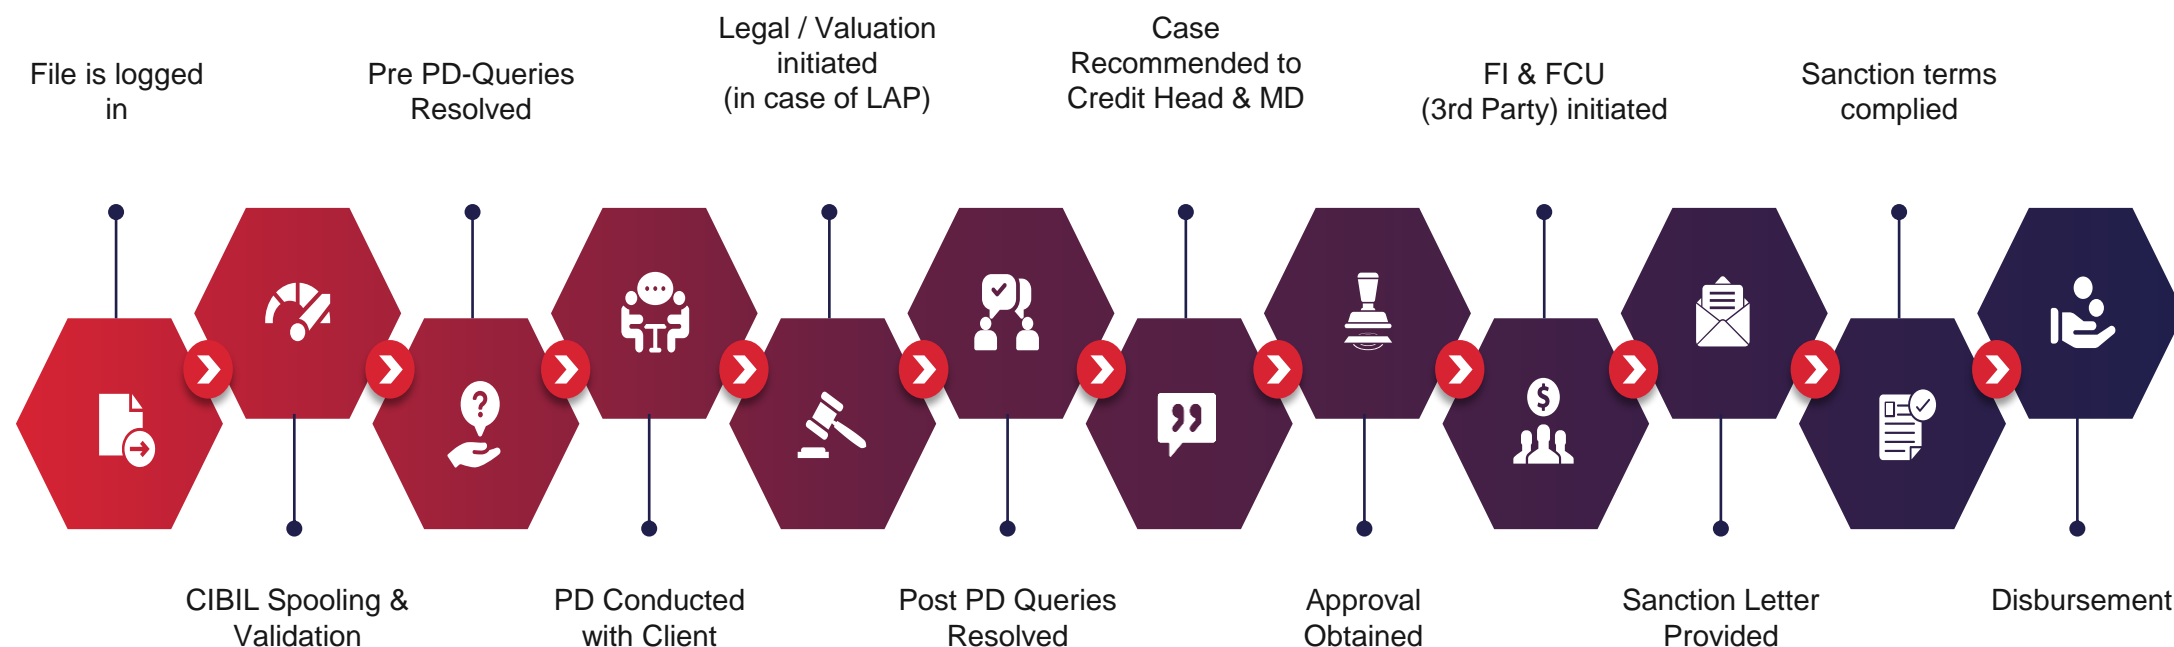 File is logged
in
CIBIL Spooling &
Validation
Pre PD-Queries
Resolved
PD Conducted
with Client
Legal / Valuation
initiated
(in case of LAP)
Post PD Queries
Resolved
Case
Recommended to
Credit Head & MD
Approval
Obtained
FI & FCU
(3rd Party) initiated
Sanction Letter
Provided
Sanction terms
complied
Disbursement